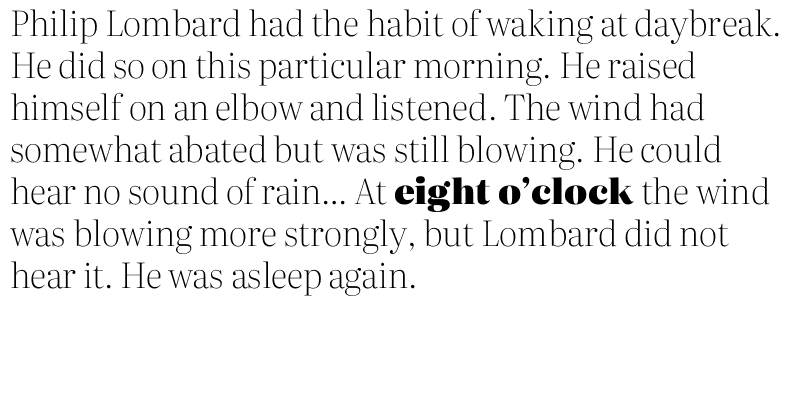 Philip Lombard had the habit of waking at daybreak.
He did so on this particular morning. He raised
himself on an elbow and listened. The wind had
somewhat abated but was still blowing. He could
hear no sound of rain... At eight o’clock the wind
was blowing more strongly, but Lombard did not
hear it. He was asleep again.